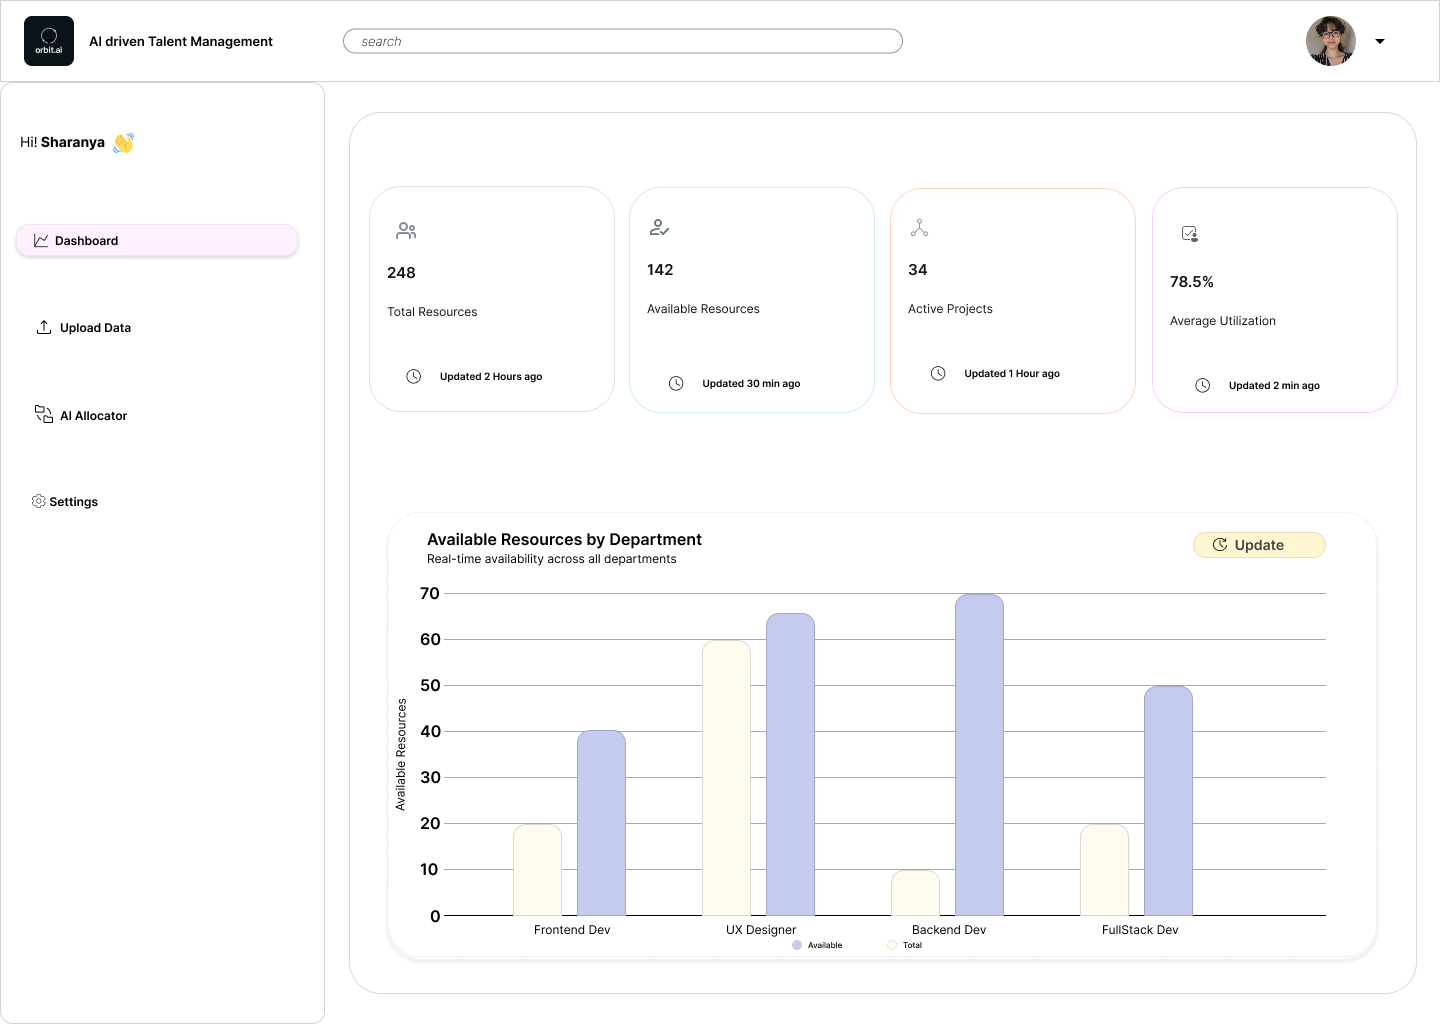 orbit.ai
AI driven Talent Management
search
Hi! Sharanya
Dashboard
Upload Data
AI Allocator
Settings
248
Total Resources
Updated 2 Hours ago
142
Available Resources
Updated 30 min ago
34
Active Projects
Updated 1 Hour ago
78.5%
Average Utilization
Updated 2 min ago
Available Resources by Department
Real-time availability across all departments
Update
Available Resources
70
60
50
40
30
20
10
0
Frontend Dev
UX Designer
Backend Dev
FullStack Dev
Available
Total